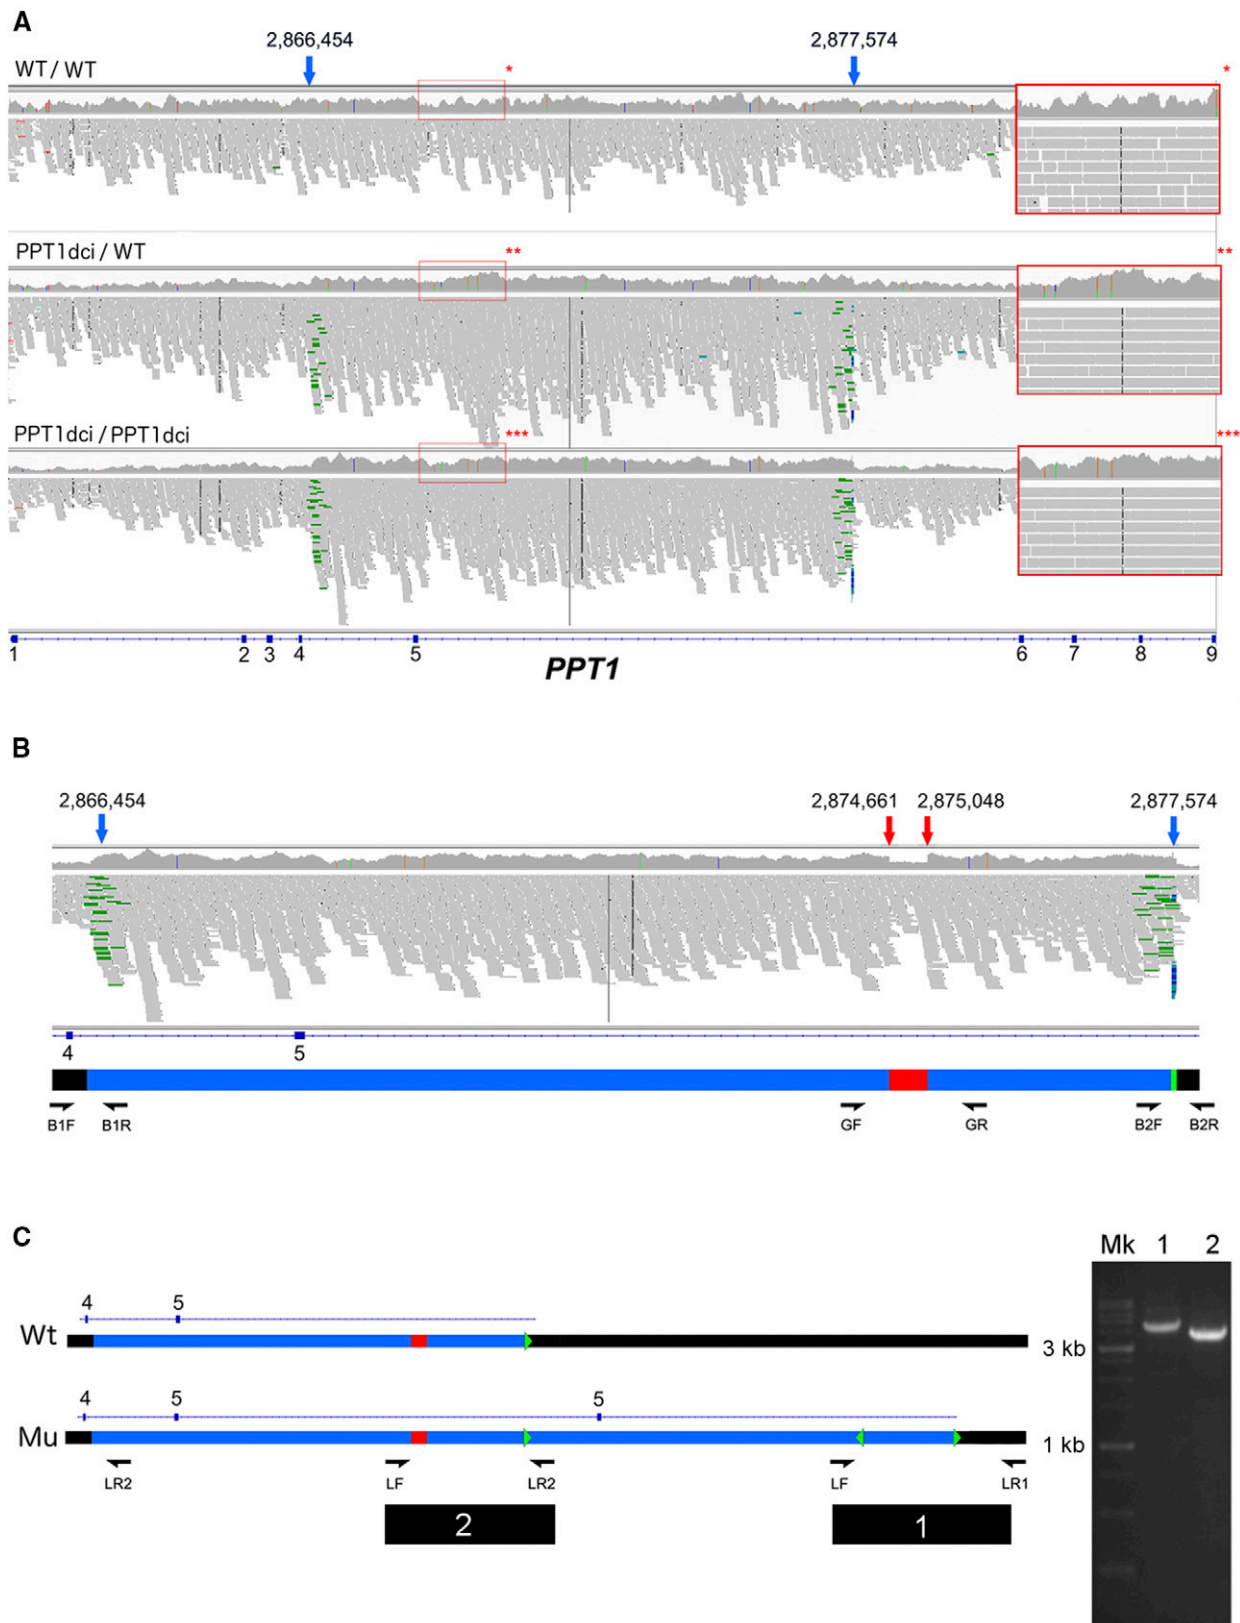 A
2,866,454
2,877,574
WT / WT
*
*
PPT1dci / WT
**
**
PPT1dci / PPT1dci
***
***
1 2 3 4 5 6 7 8 9
PPT1
B
2,866,454
2,874,661
2,875,048
2,877,574
4 5
B1F B1R GF GR B2F B2R
C
Mk 1 2
4 5
Wt
3 kb
4 5 5
Mu
1 kb
LR2 LF LR2 LF LR1
2 1